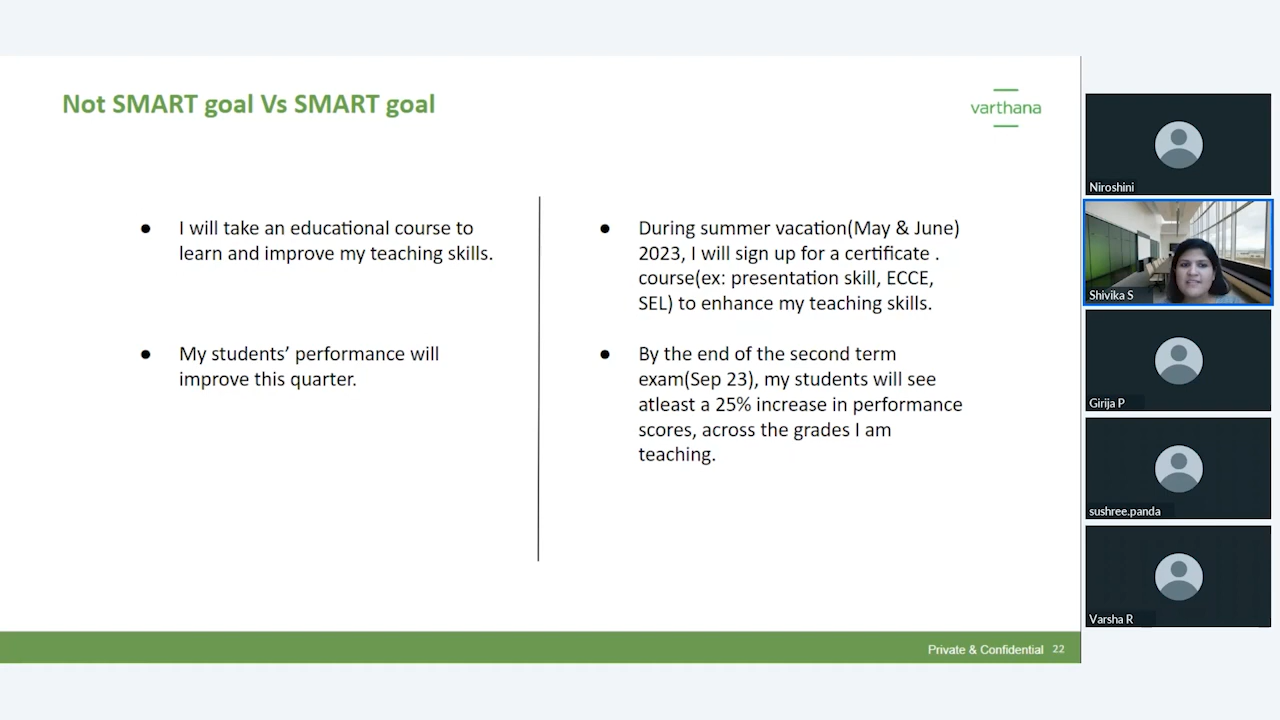 Not SMART goal Vs SMART goal
varthana
● I will take an educational course to
learn and improve my teaching skills.
● My students’ performance will
improve this quarter.
● During summer vacation(May & June)
2023, I will sign up for a certificate .
course(ex: presentation skill, ECCE,
SEL) to enhance my teaching skills.
● By the end of the second term
exam(Sep 23), my students will see
atleast a 25% increase in performance
scores, across the grades I am
teaching.
Private & Confidential 22
Niroshini
Shivika S
Girija P
sushree.panda
Varsha R